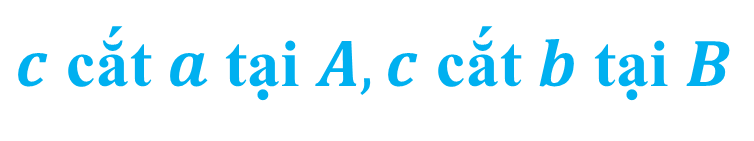 c cắt a tại A, c cắt b tại B